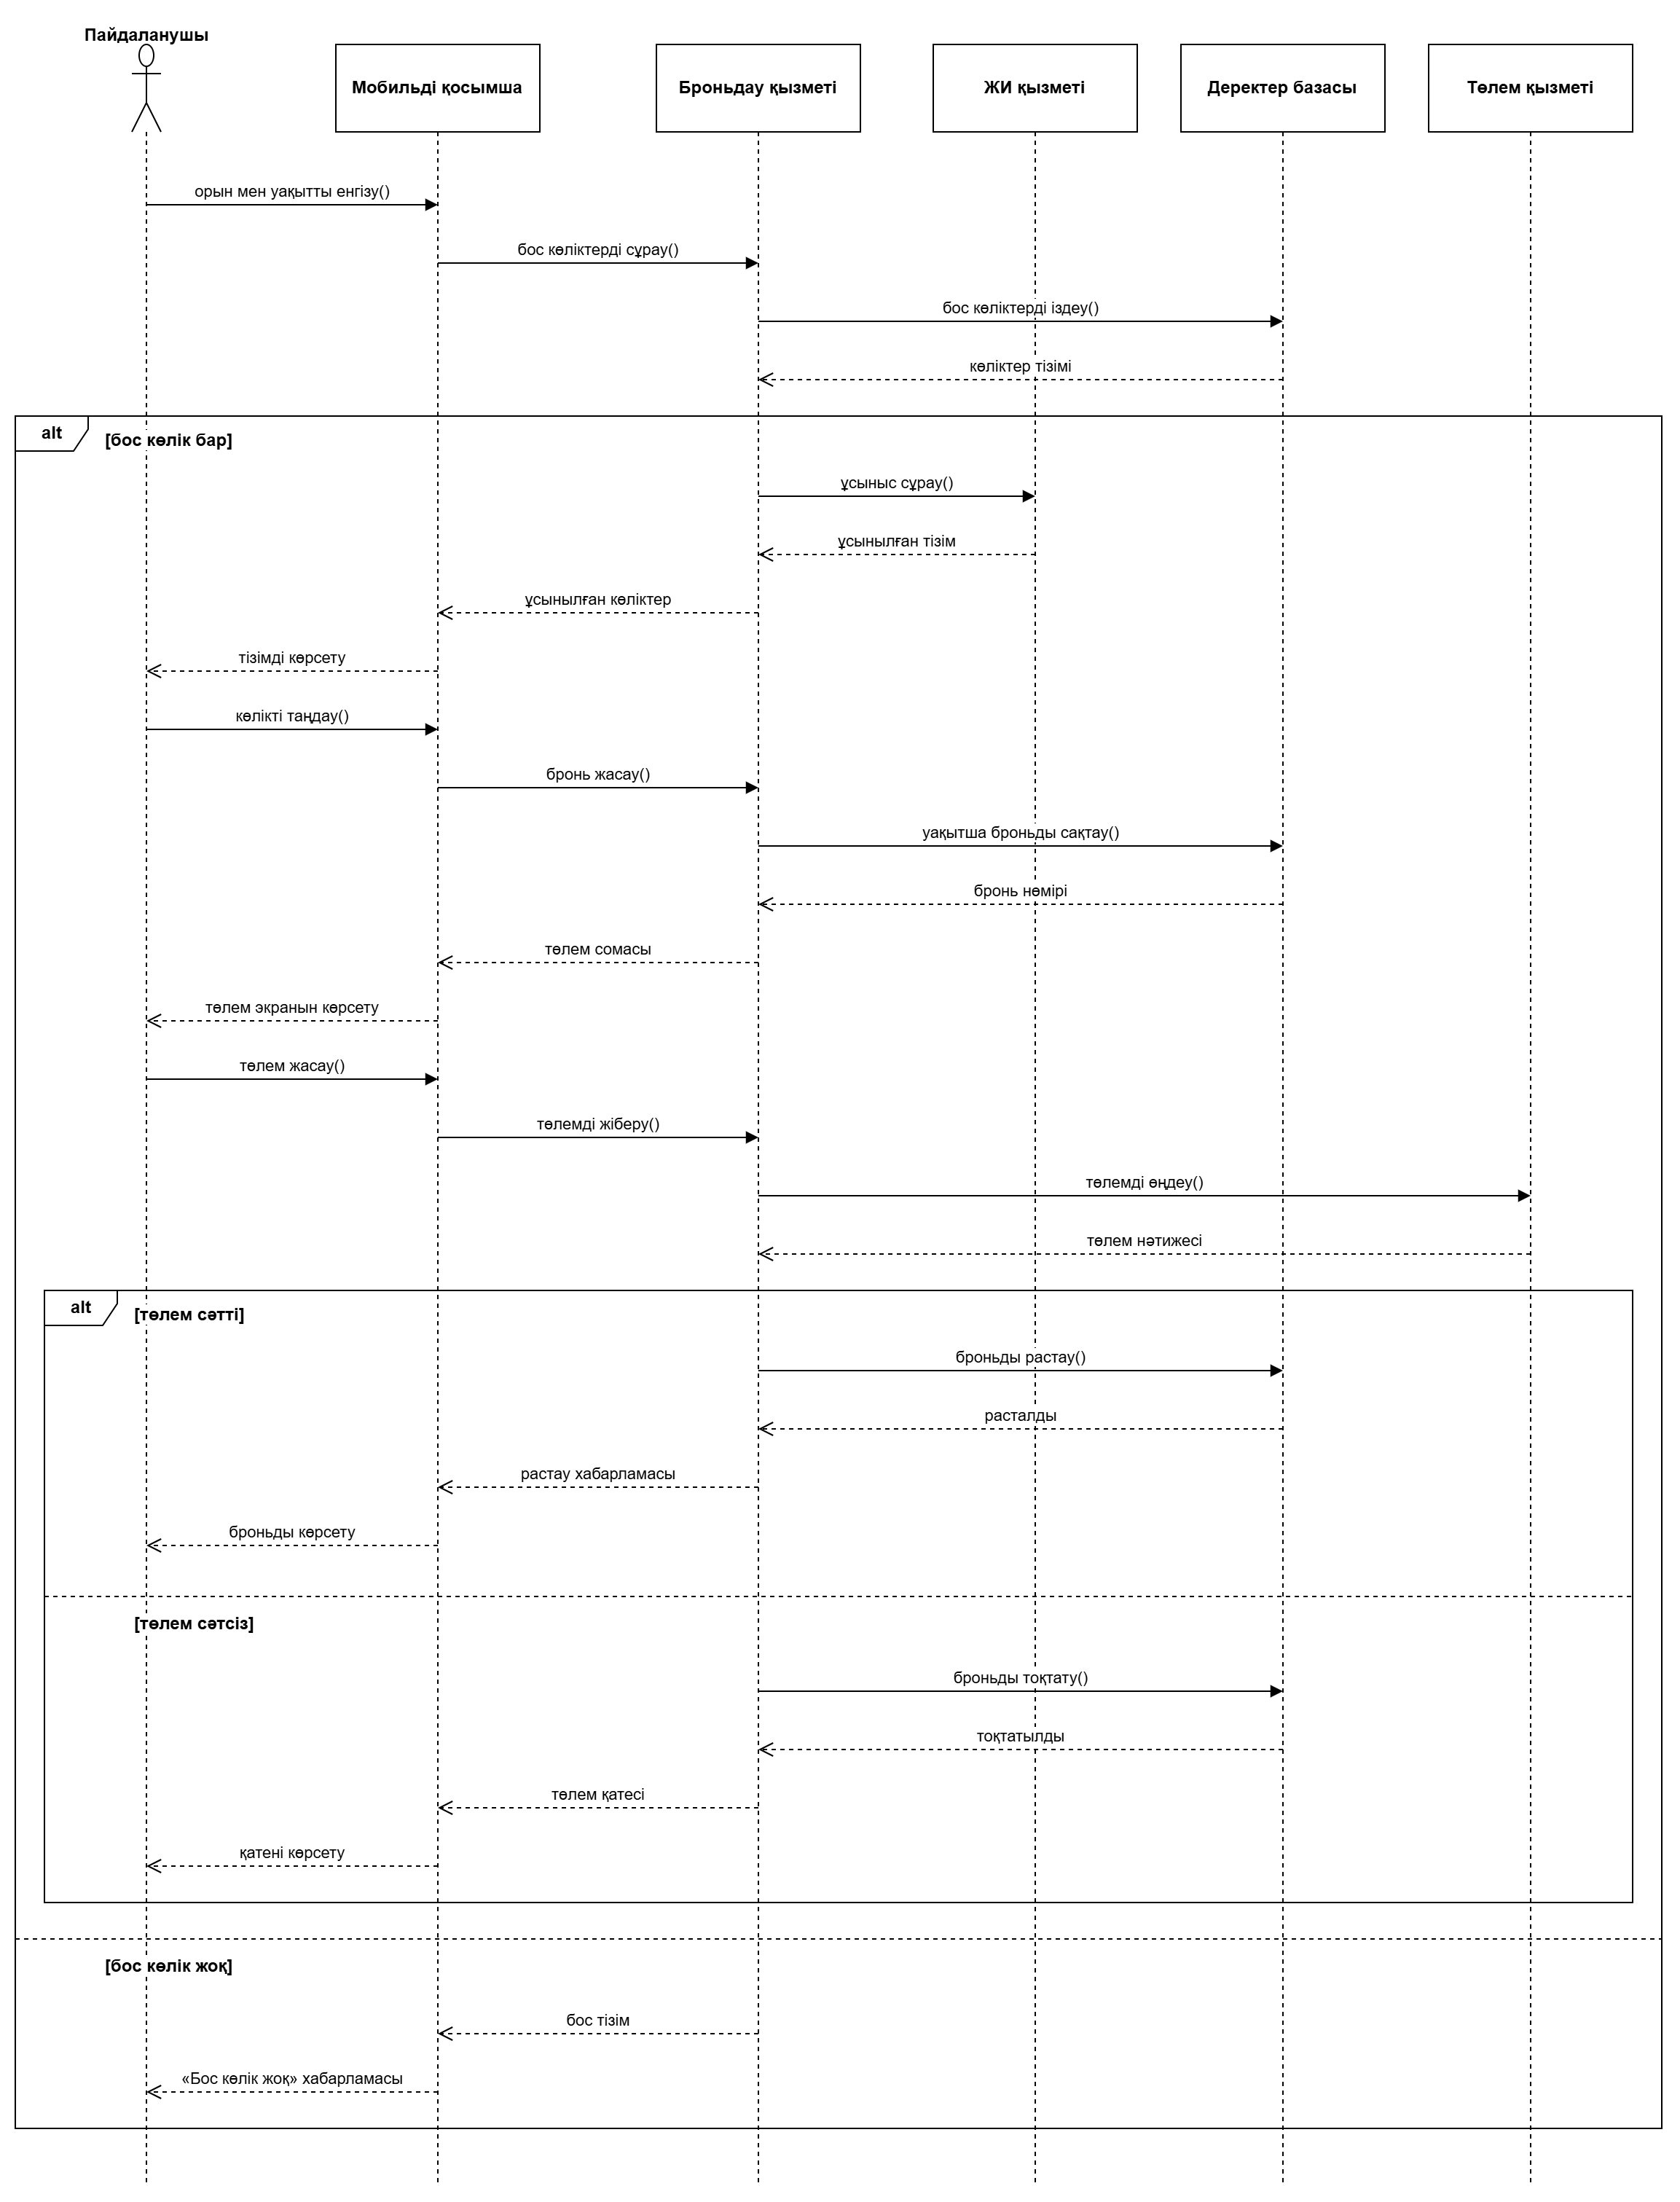 Пайдаланушы
Мобильді қосымша
Броньдау қызметі
ЖИ қызметі
Деректер базасы
Төлем қызметі
орын мен уақытты енгізу()
бос көліктерді сұрау()
бос көліктерді іздеу()
көліктер тізімі
alt
[бос көлік бар]
ұсыныс сұрау()
ұсынылған тізім
ұсынылған көліктер
тізімді көрсету
көлікті таңдау()
бронь жасау()
уақытша броньды сақтау()
бронь нөмірі
төлем сомасы
төлем экранын көрсету
төлем жасау()
төлемді жіберу()
төлемді өңдеу()
төлем нәтижесі
alt
[төлем сәтті]
броньды растау()
расталды
растау хабарламасы
броньды көрсету
[төлем сәтсіз]
броньды тоқтату()
тоқтатылды
төлем қатесі
қатені көрсету
[бос көлік жоқ]
бос тізім
«Бос көлік жоқ» хабарламасы